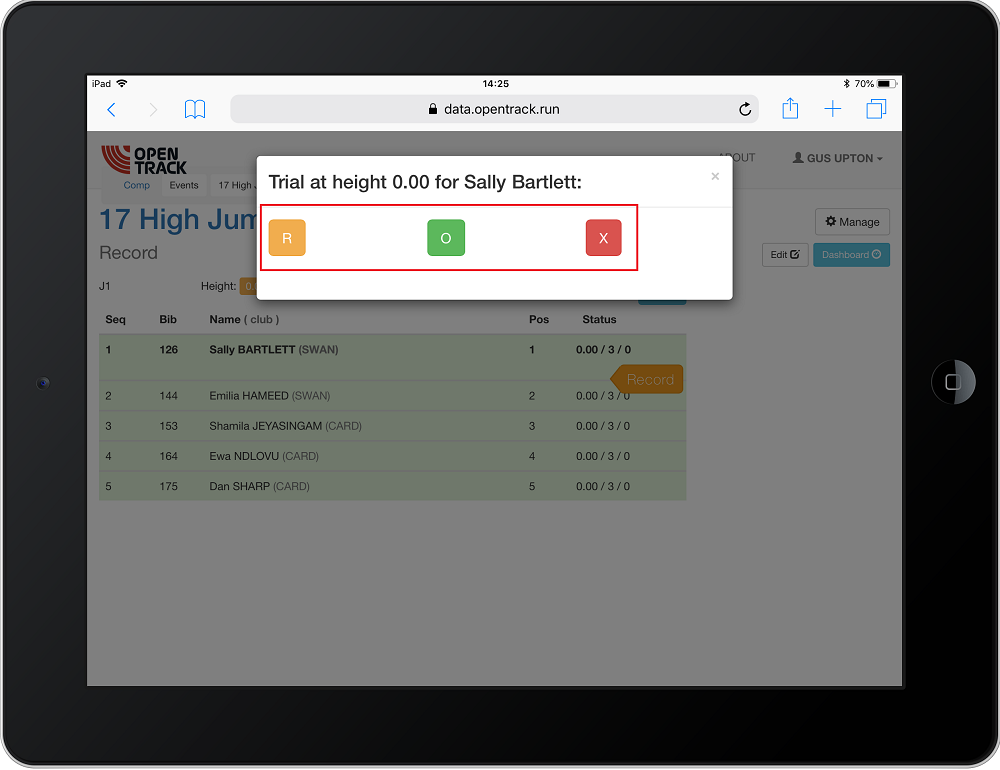 iPad 14:25 70%
data.opentrack.run
OPEN
TRACK
ABOUT GUS UPTON
Comp Events 17 High
Trial at height 0.00 for Sally Bartlett: ×
R O X
17 High Jum
Manage
Record
Edit Dashboard
J1 Height: 0.
Seq Bib Name ( club ) Pos Status
1 126 Sally BARTLETT (SWAN) 1 0.00 / 3 / 0
Record
2 144 Emilia HAMEED (SWAN) 2 0.00 / 3 / 0
3 153 Shamila JEYASINGAM (CARD) 3 0.00 / 3 / 0
4 164 Ewa NDLOVU (CARD) 4 0.00 / 3 / 0
5 175 Dan SHARP (CARD) 5 0.00 / 3 / 0